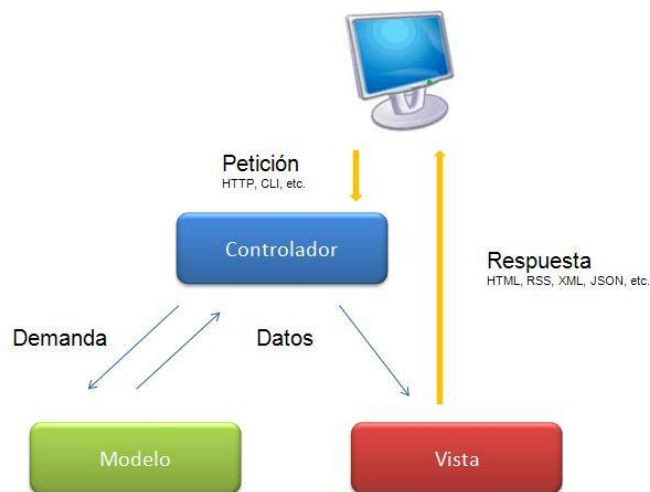 Petición
HTTP, CLI, etc.
Controlador
Respuesta
HTML, RSS, XML, JSON, etc.
Demanda
Datos
Modelo
Vista